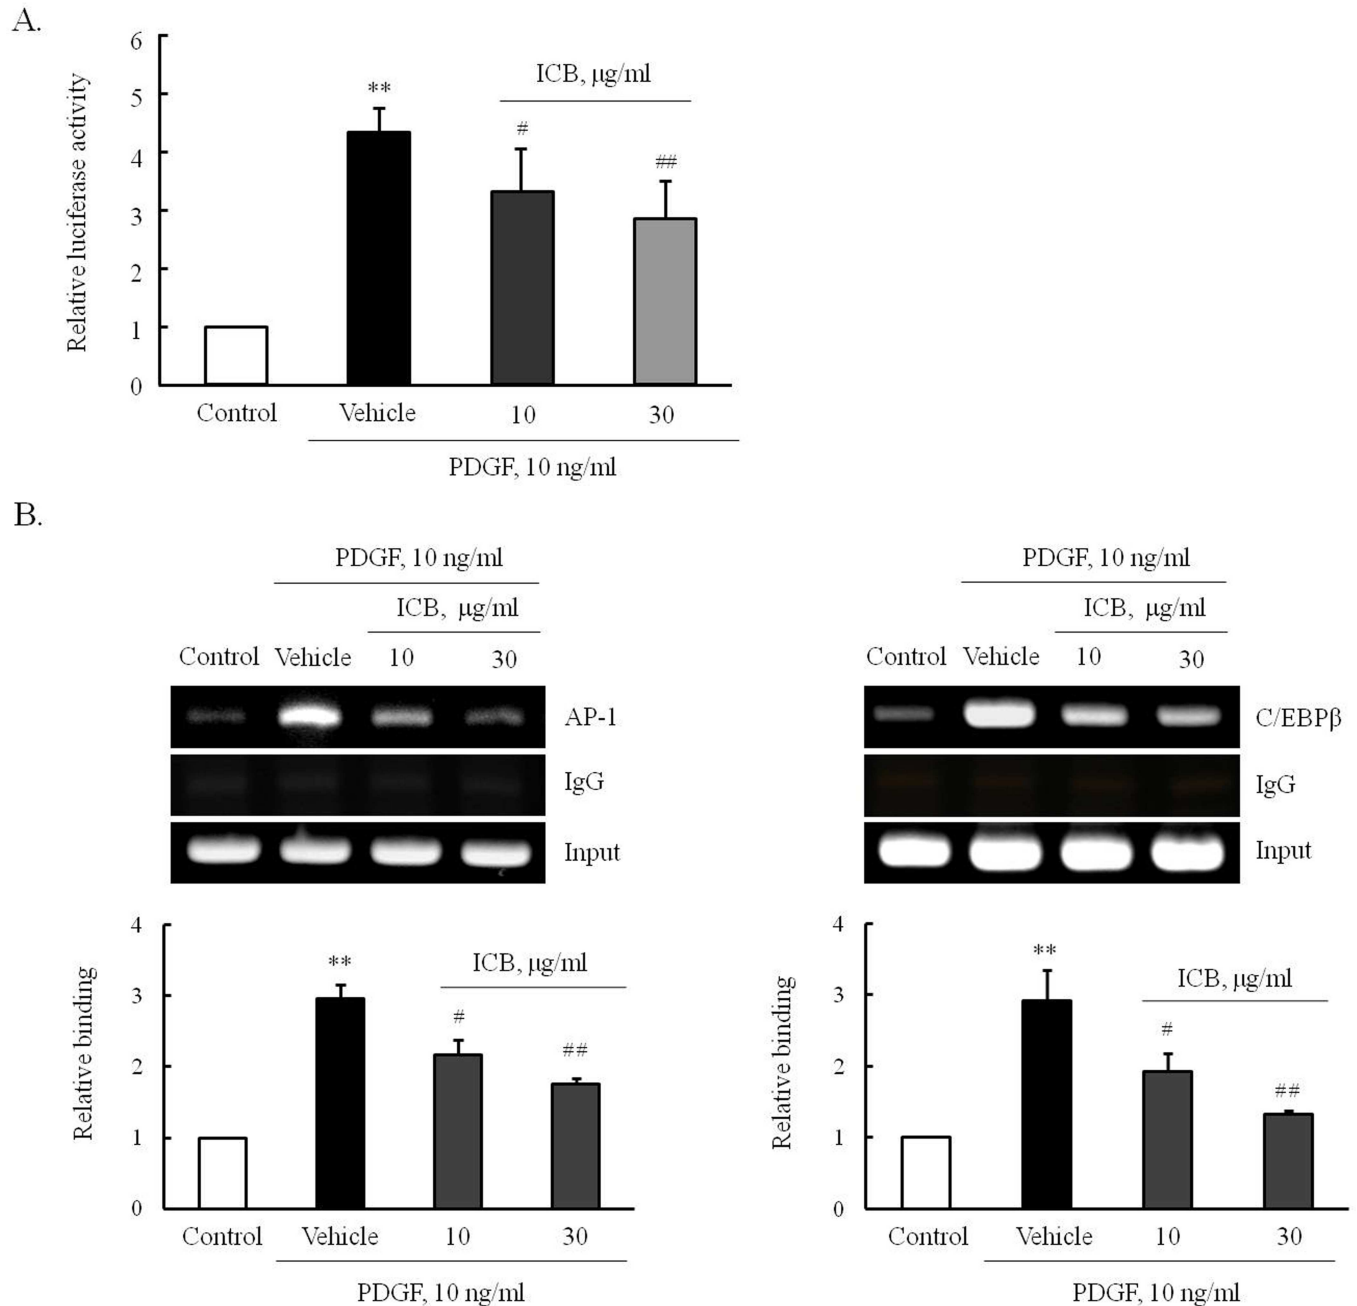 A.
6
5
4
3
2
1
0
Relative luciferase activity
ICB, μg/ml
**
#
##
Control Vehicle 10 30
PDGF, 10 ng/ml
B.
PDGF, 10 ng/ml
ICB, μg/ml
Control Vehicle 10 30
AP-1
IgG
Input
4
3
2
1
0
Relative binding
**
ICB, μg/ml
#
##
Control Vehicle 10 30
PDGF, 10 ng/ml
PDGF, 10 ng/ml
ICB, μg/ml
Control Vehicle 10 30
C/EBPβ
IgG
Input
4
3
2
1
0
Relative binding
**
ICB, μg/ml
#
##
Control Vehicle 10 30
PDGF, 10 ng/ml